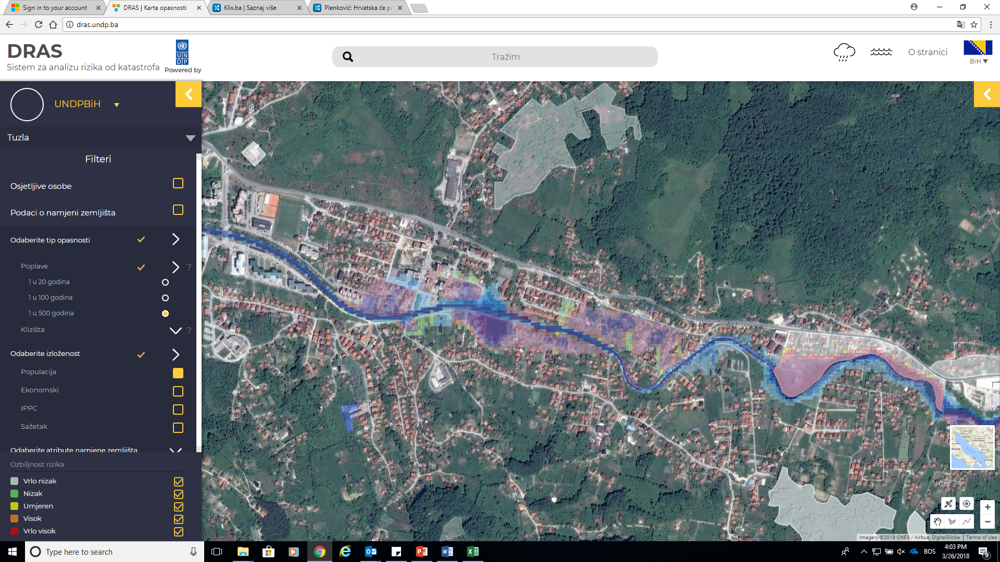 Sign in to your account
DRAS | Karta opasnosti
Klix.ba | Saznaj više
Plenković: Hrvatska će pr
dras.undp.ba
DRAS
Sistem za analizu rizika od katastrofa
UN
DP
Powered by
Tražim
O stranici
BiH
UNDPBiH
Tuzla
Filteri
Osjetljive osobe
Podaci o namjeni zemljišta
Odaberite tip opasnosti
Poplave
?
1 u 20 godina
1 u 100 godina
1 u 500 godina
Klizišta
?
Odaberite izloženost
Populacija
Ekonomski
IPPC
Sažetak
Odaberite atribute namjene zemljišta
Ozbiljnost rizika
Vrlo nizak
Nizak
Umjeren
Visok
Vrlo visok
Google
Imagery ©2018 CNES / Airbus, DigitalGlobe
Terms of Use
Type here to search
BOS
4:03 PM
3/26/2018
9